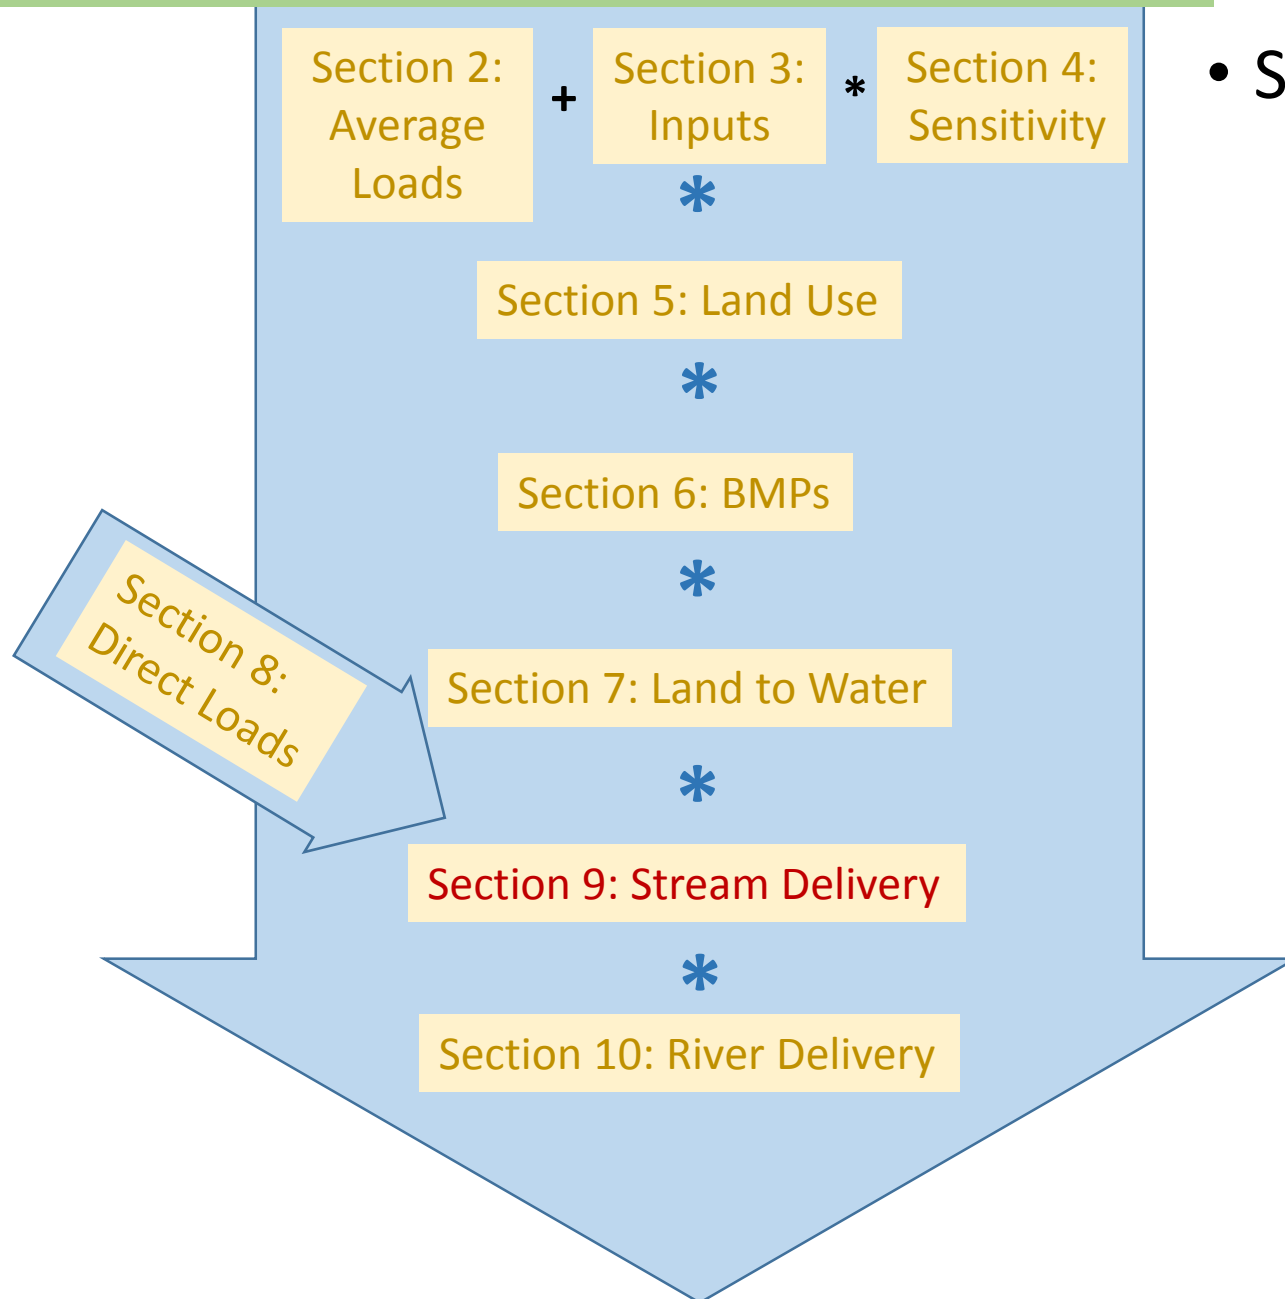 Section 2:
Average
Loads
+
Section 3:
Inputs
*
Section 4:
Sensitivity
• S
*
Section 5: Land Use
*
Section 6: BMPs
*
Section 8:
Direct Loads
Section 7: Land to Water
*
Section 9: Stream Delivery
*
Section 10: River Delivery